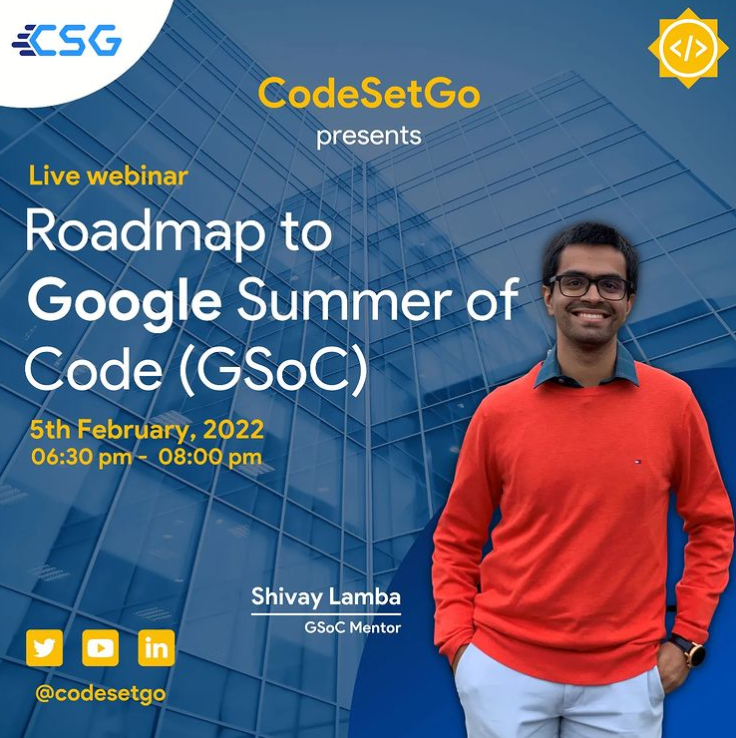 CSG
</>
CodeSetGo
presents
Live webinar
Roadmap to
Google Summer of
Code (GSoC)
5th February, 2022
06:30 pm - 08:00 pm
Shivay Lamba
GSoC Mentor
in
@codesetgo